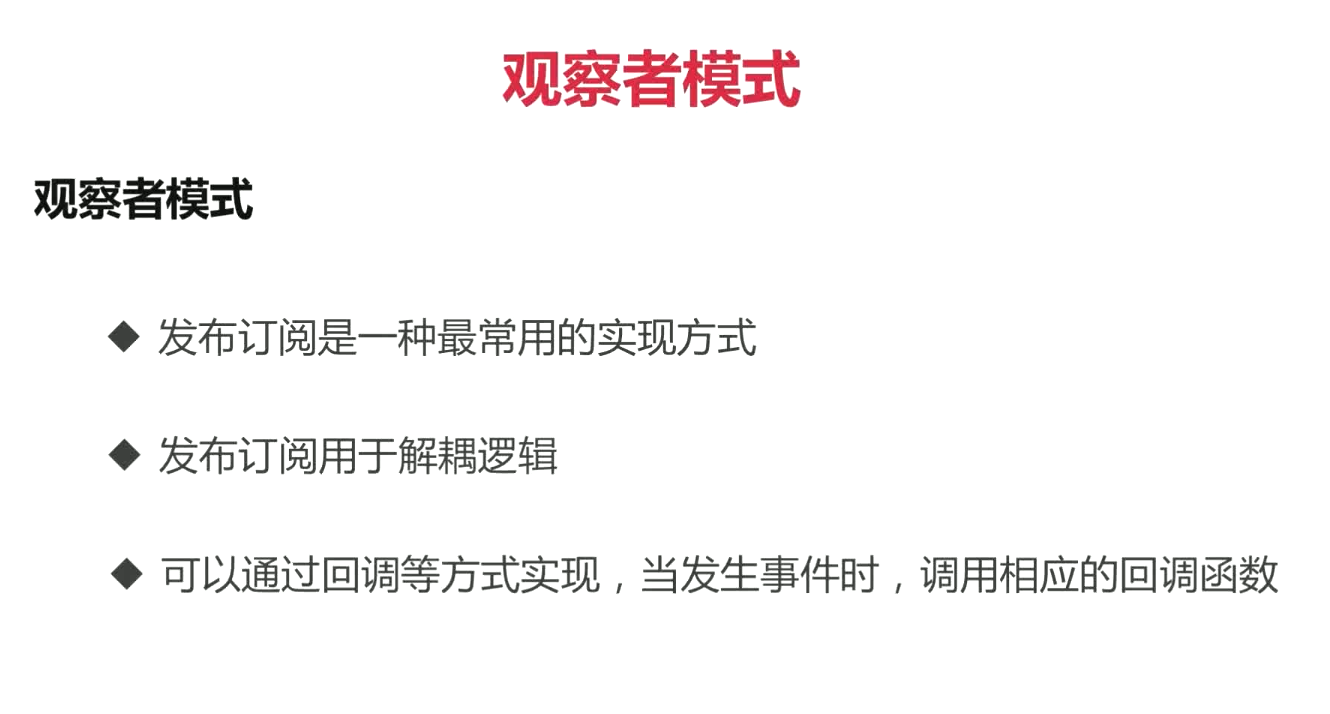 观察者模式
观察者模式
◆ 发布订阅是一种最常用的实现方式
◆ 发布订阅用于解耦逻辑
◆ 可以通过回调等方式实现，当发生事件时，调用相应的回调函数